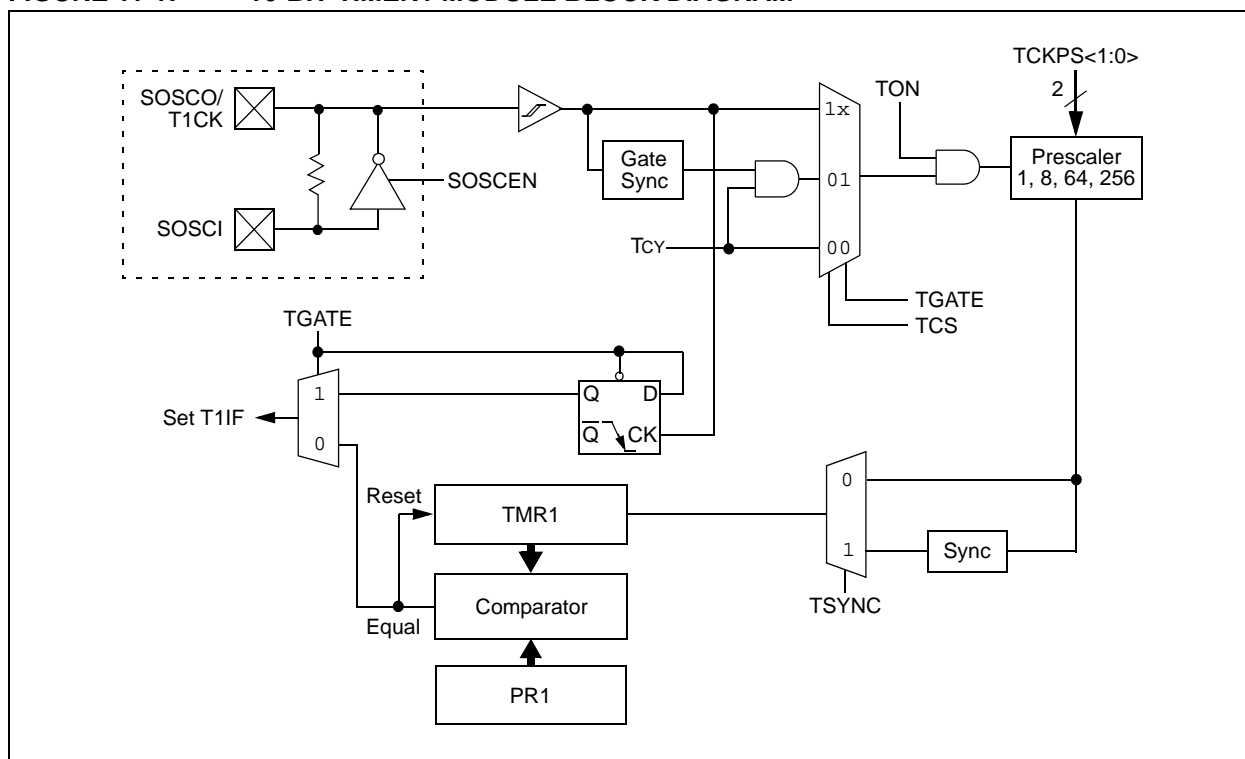 SOSCO/
T1CK
SOSCI
SOSCEN
Gate
Sync
TCY
1x
01
00
TGATE
TCS
TON
TCKPS<1:0>
2
Prescaler
1, 8, 64, 256
TGATE
1
0
Set T1IF
Q
D
Q
CK
Reset
TMR1
Comparator
Equal
PR1
0
1
Sync
TSYNC